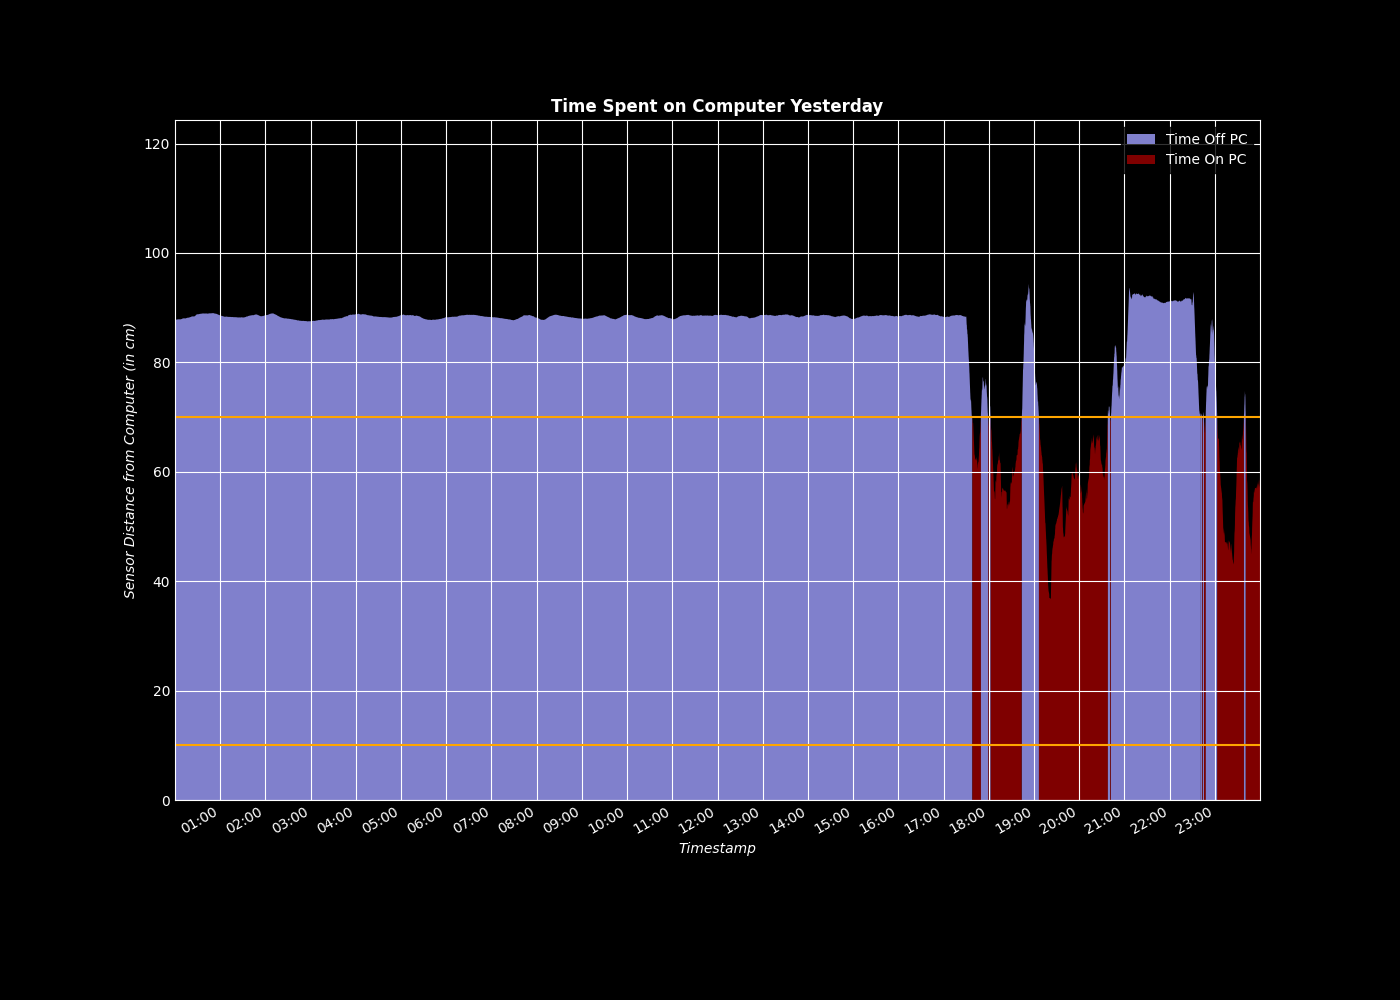 Time Spent on Computer Yesterday
Time Off PC
Time On PC
120
100
80
60
40
20
0
Sensor Distance from Computer (in cm)
01:00 02:00 03:00 04:00 05:00 06:00 07:00 08:00 09:00 10:00 11:00 12:00 13:00 14:00 15:00 16:00 17:00 18:00 19:00 20:00 21:00 22:00 23:00
Timestamp